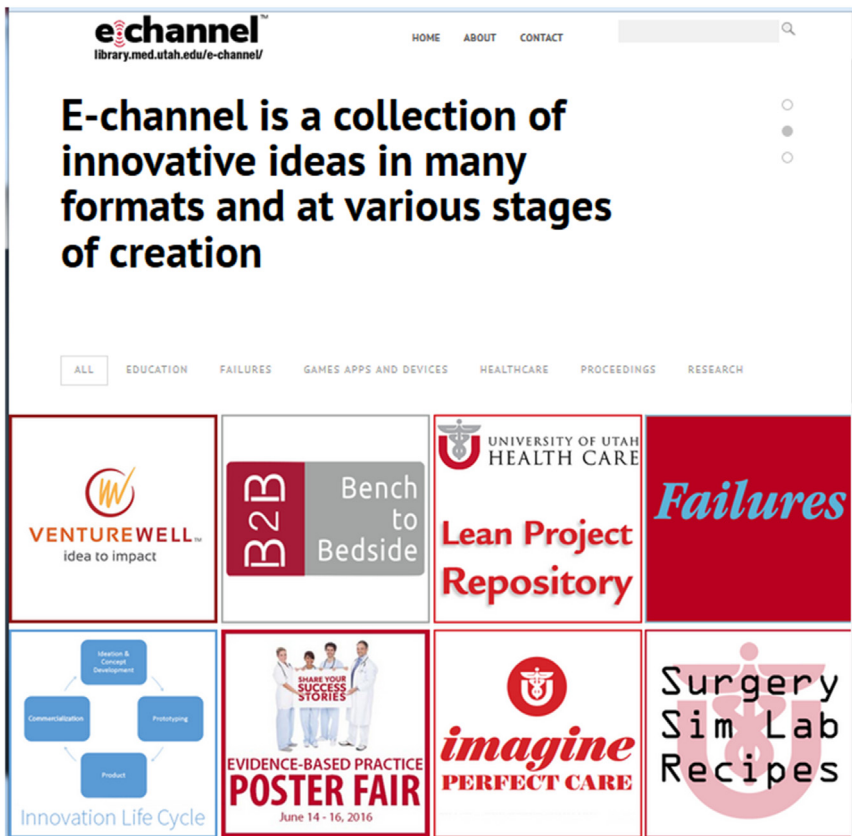 e-channel™
library.med.utah.edu/e-channel/
HOME ABOUT CONTACT
E-channel is a collection of
innovative ideas in many
formats and at various stages
of creation
ALL EDUCATION FAILURES GAMES APPS AND DEVICES HEALTHCARE PROCEEDINGS RESEARCH
VENTUREWELL™
idea to impact
B2B
Bench
to
Bedside
UNIVERSITY OF UTAH
HEALTH CARE
Lean Project
Repository
Failures
Ideation &
Concept
Development
Commercialization
Prototyping
Product
Innovation Life Cycle
SHARE YOUR
SUCCESS
STORIES
EVIDENCE-BASED PRACTICE
POSTER FAIR
June 14 - 16, 2016
imagine
PERFECT CARE
Surgery
Sim Lab
Recipes